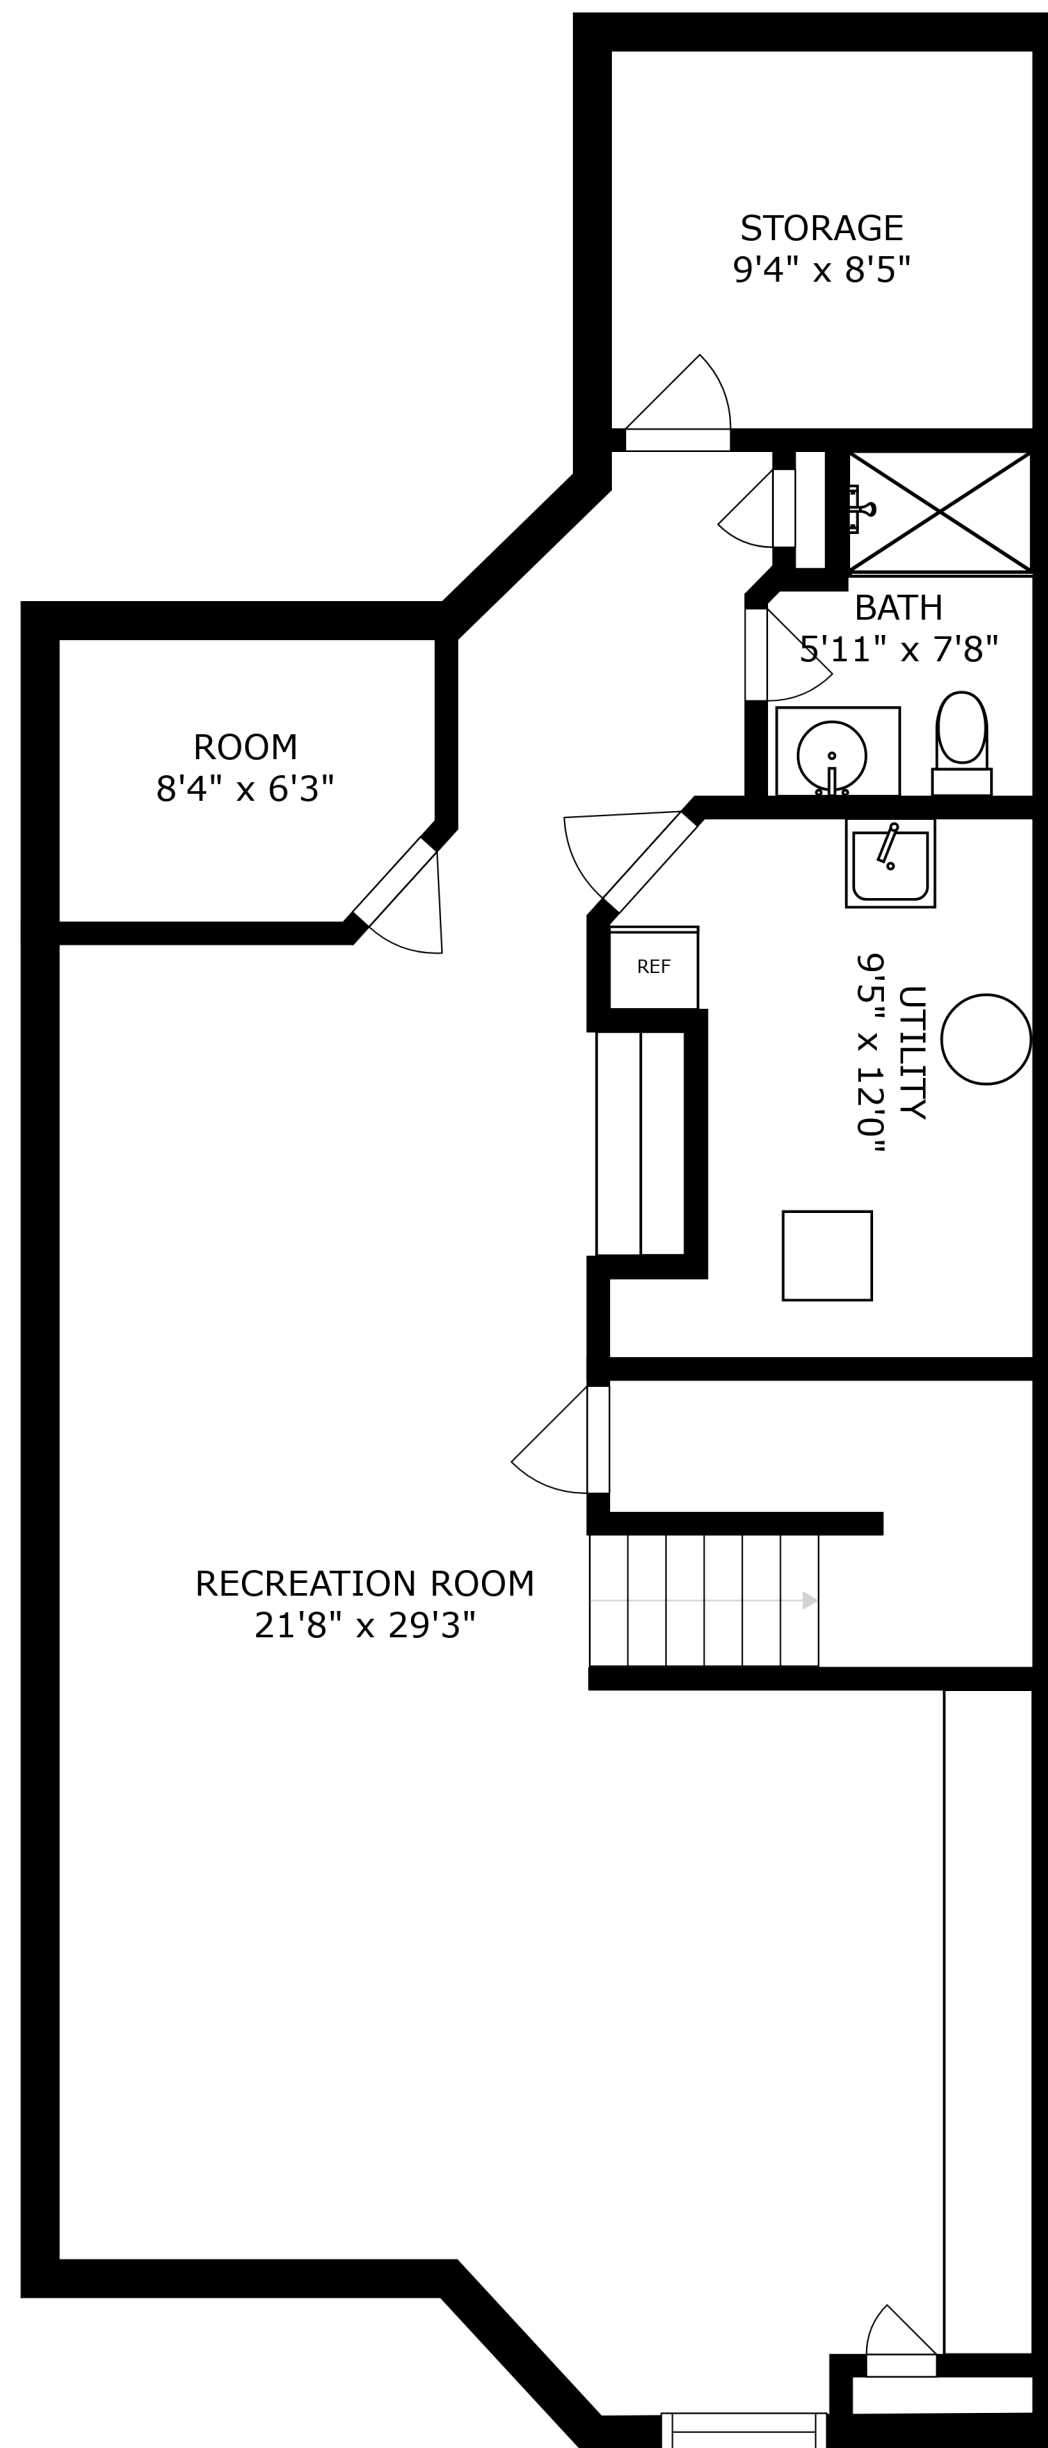 STORAGE
9'4" x 8'5"
BATH
5'11" x 7'8"
ROOM
8'4" x 6'3"
REF
UTILITY
9'5" x 12'0"
RECREATION ROOM
21'8" x 29'3"